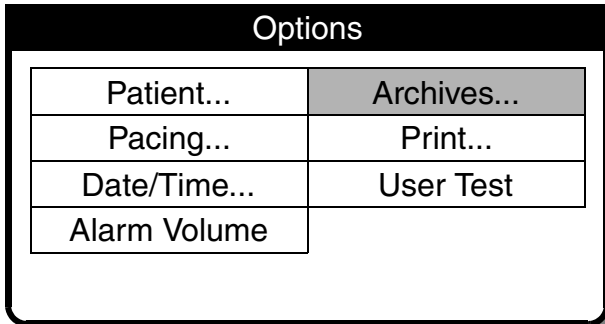 Options
Patient... Archives...
Pacing... Print...
Date/Time... User Test
Alarm Volume